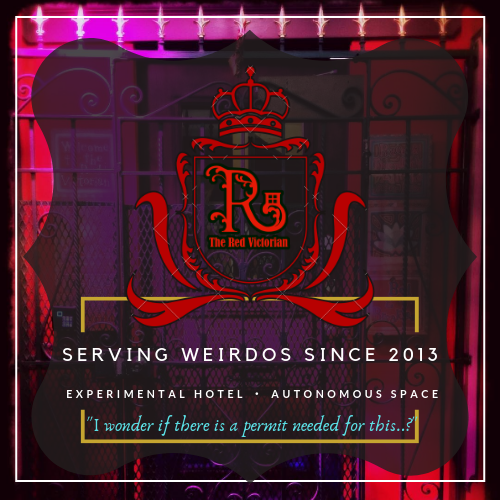 R
The Red Victorian
SERVING WEIRDOS SINCE 2013
EXPERIMENTAL HOTEL • AUTONOMOUS SPACE
"I wonder if there is a permit needed for this..?